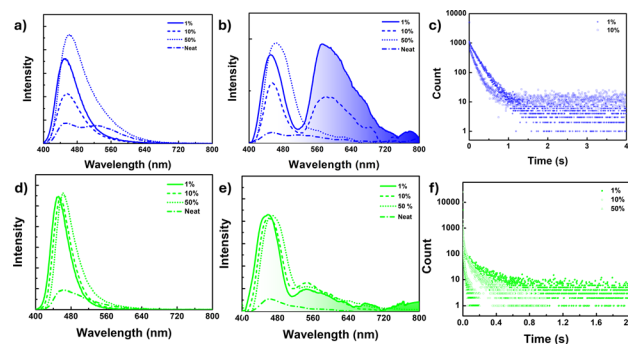 a)
1%
10%
50%
Neat
Intensity
400 480 560 640 720 800
Wavelength (nm)
b)
1%
10%
50%
Neat
Intensity
400 480 560 640 720 800
Wavelength (nm)
c)
1%
10%
10000
1000
100
10
1
Count
0 1 2 3 4
Time (s)
d)
1%
10%
50%
Neat
Intensity
400 480 560 640 720 800
Wavelength (nm)
e)
1%
10%
50 %
Neat
Intensity
400 480 560 640 720 800
Wavelength (nm)
f)
1%
10%
50%
10000
1000
100
10
1
Count
0.0 0.4 0.8 1.2 1.6 2
Time (s)